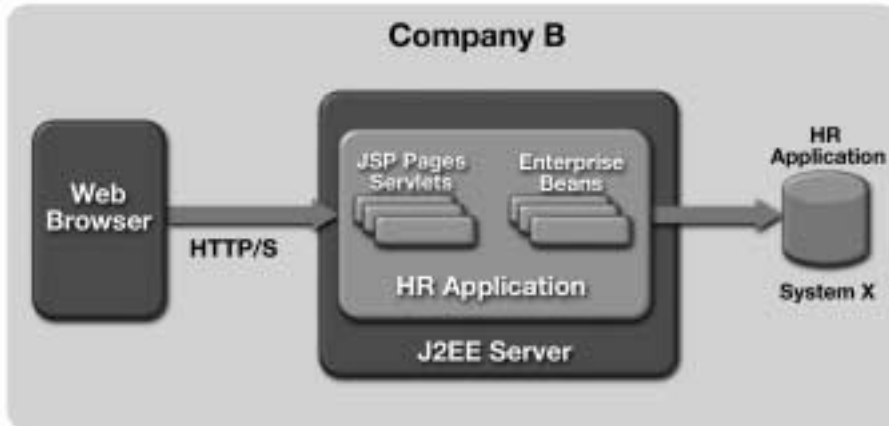 Company B
Web
Browser
HTTP/S
JSP Pages
Servlets
Enterprise
Beans
HR Application
J2EE Server
HR
Application
System X